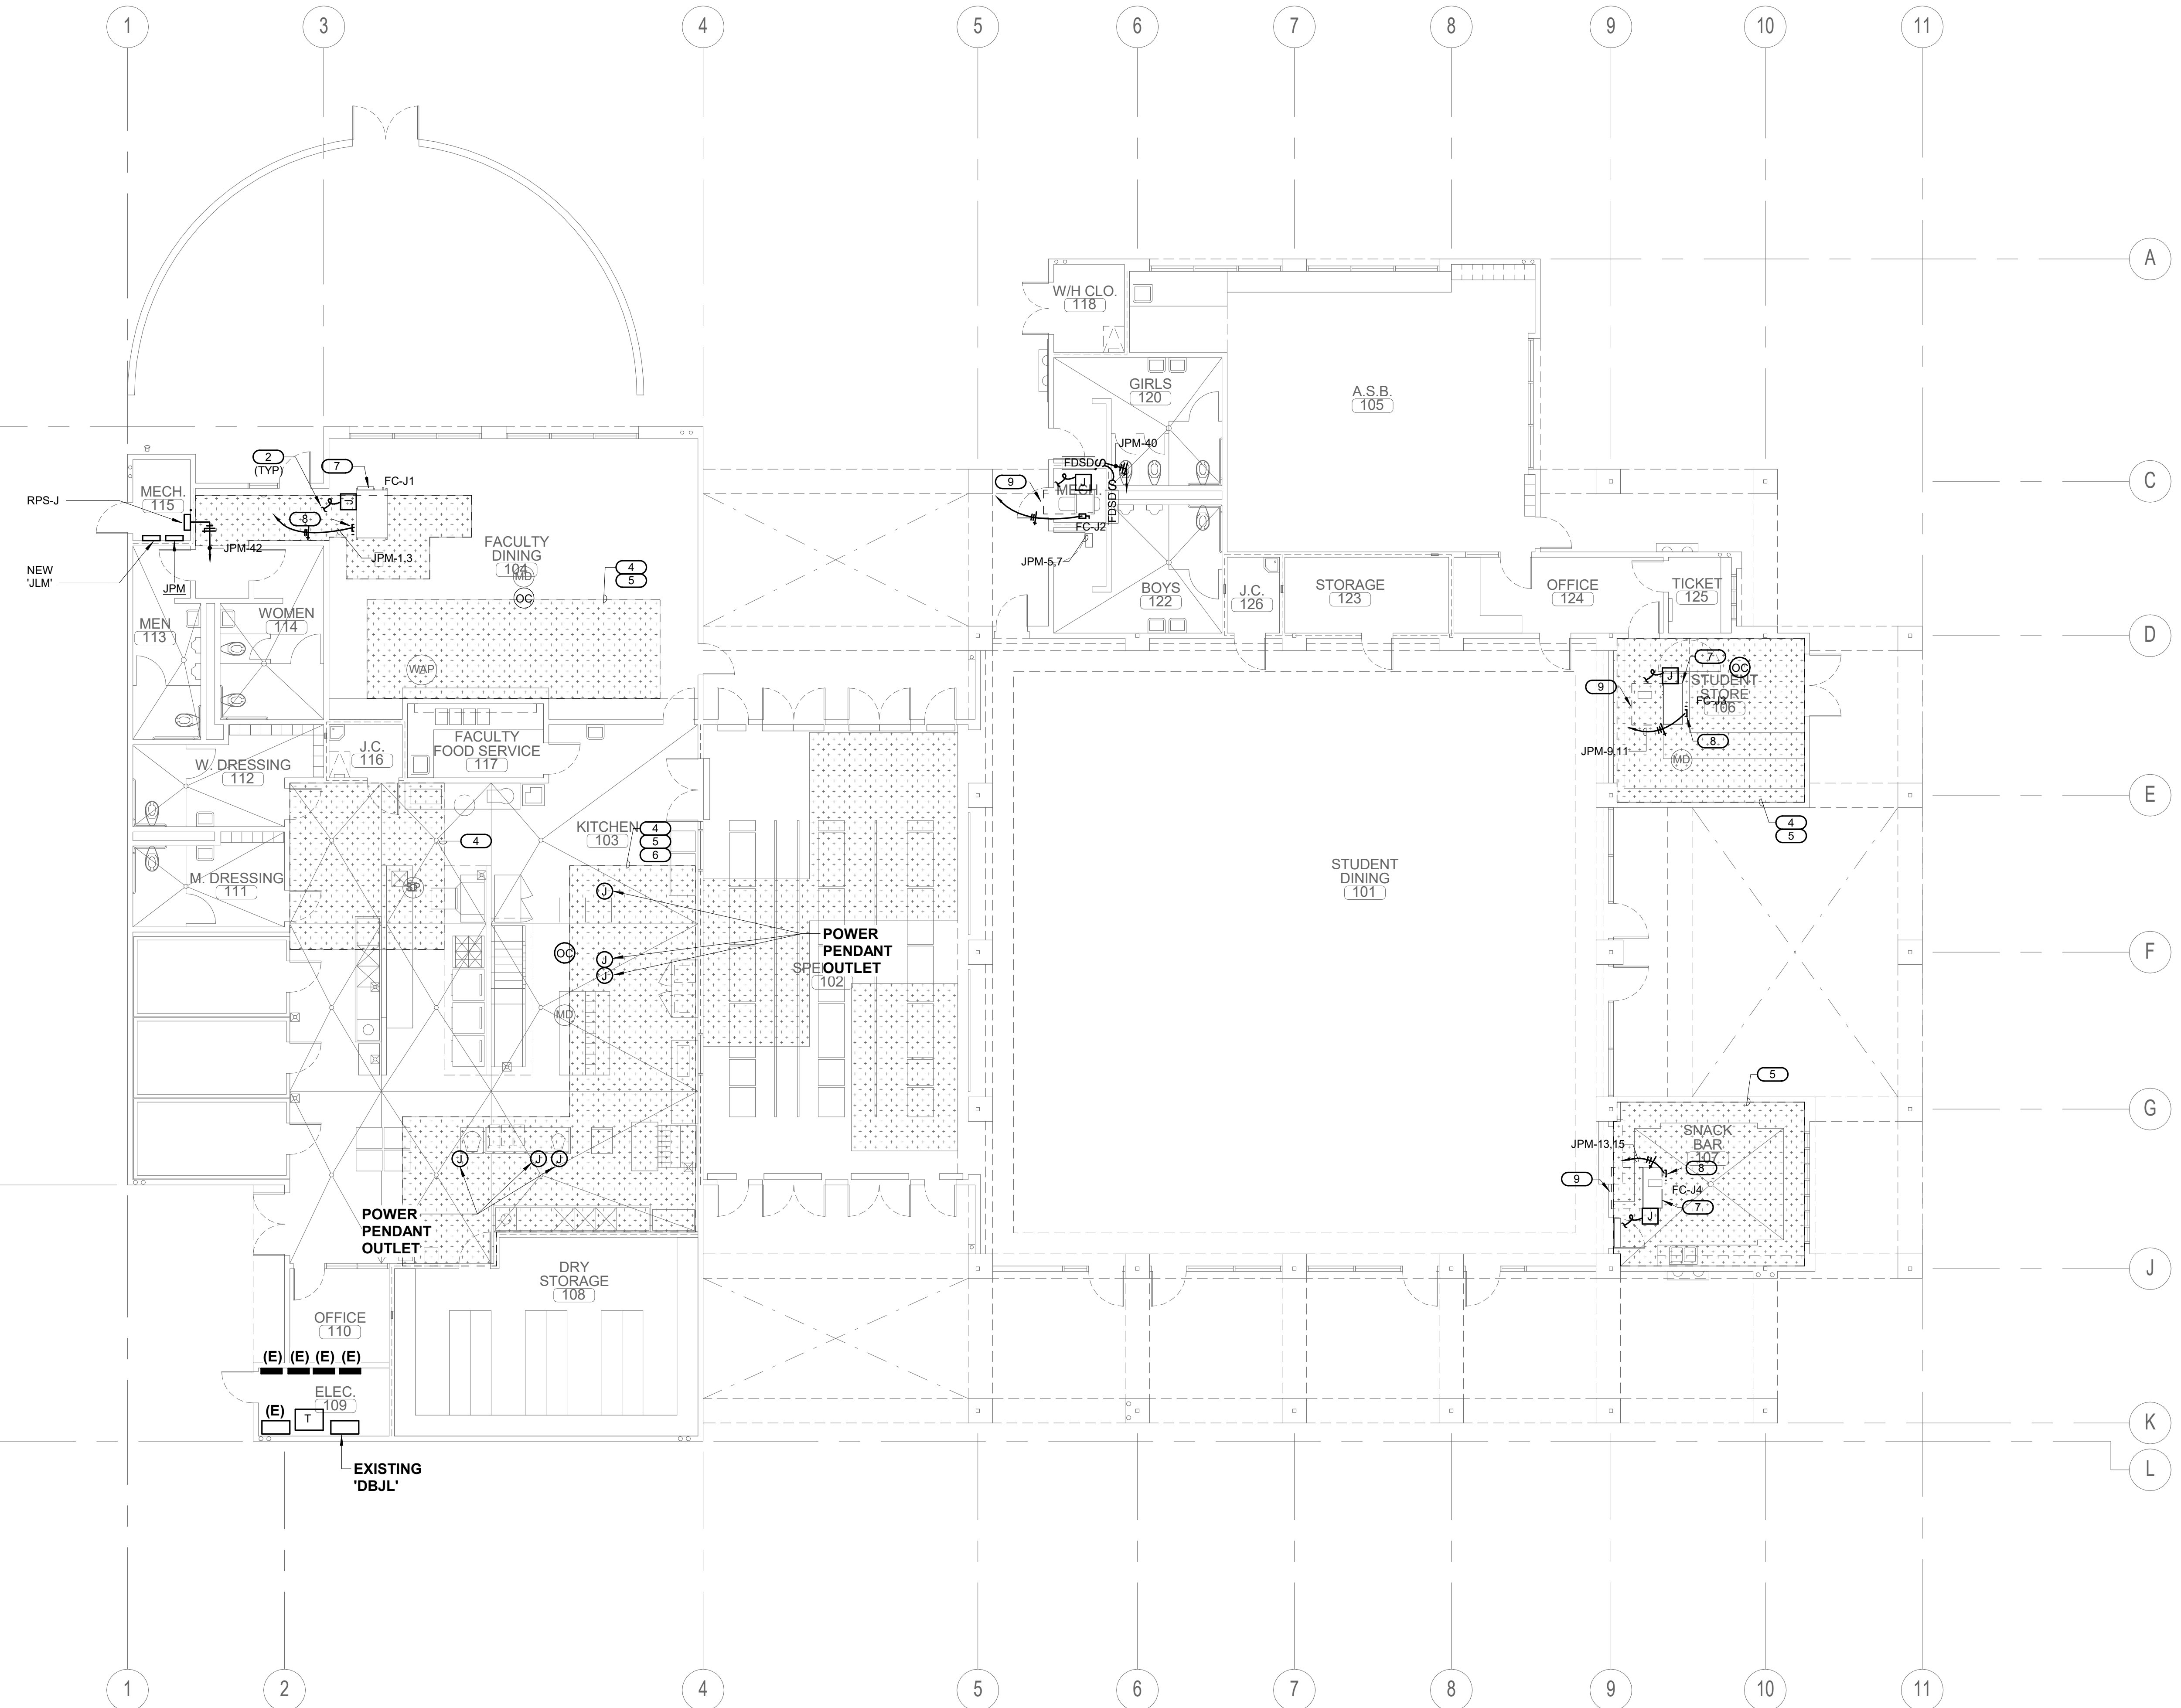 1
3
4
5
6
7
8
9
10
11
A
C
D
E
F
G
J
K
L
W/H CLO.
118
GIRLS
120
A.S.B.
105
JPM-40
FDSD
S
J
S
FDSD
9
MECH.
FC-J2
JPM-5,7
BOYS
122
J.C.
126
STORAGE
123
OFFICE
124
TICKET
125
2
(TYP)
7
FC-J1
J
8
JPM-1,3
RPS-J
MECH.
115
JPM-42
NEW
'JLM'
JPM
FACULTY
DINING
104
MD
OC
4
5
MEN
113
WOMEN
114
WAP
7
OC
J
STUDENT
STORE
106
FC-J3
9
8
JPM-9,11
MD
4
5
FACULTY
FOOD SERVICE
117
J.C.
116
W. DRESSING
112
M. DRESSING
111
4
KITCHEN
103
4
5
6
J
OC
J
J
MD
POWER
PENDANT
OUTLET
102
STUDENT
DINING
101
5
SNACK
BAR
107
JPM-13,15
8
9
FC-J4
7
J
J
J
J
POWER
PENDANT
OUTLET
DRY
STORAGE
108
OFFICE
110
(E) (E) (E) (E)
ELEC.
109
(E)
T
EXISTING
'DBJL'
1
2
4
5
6
7
8
9
10
11